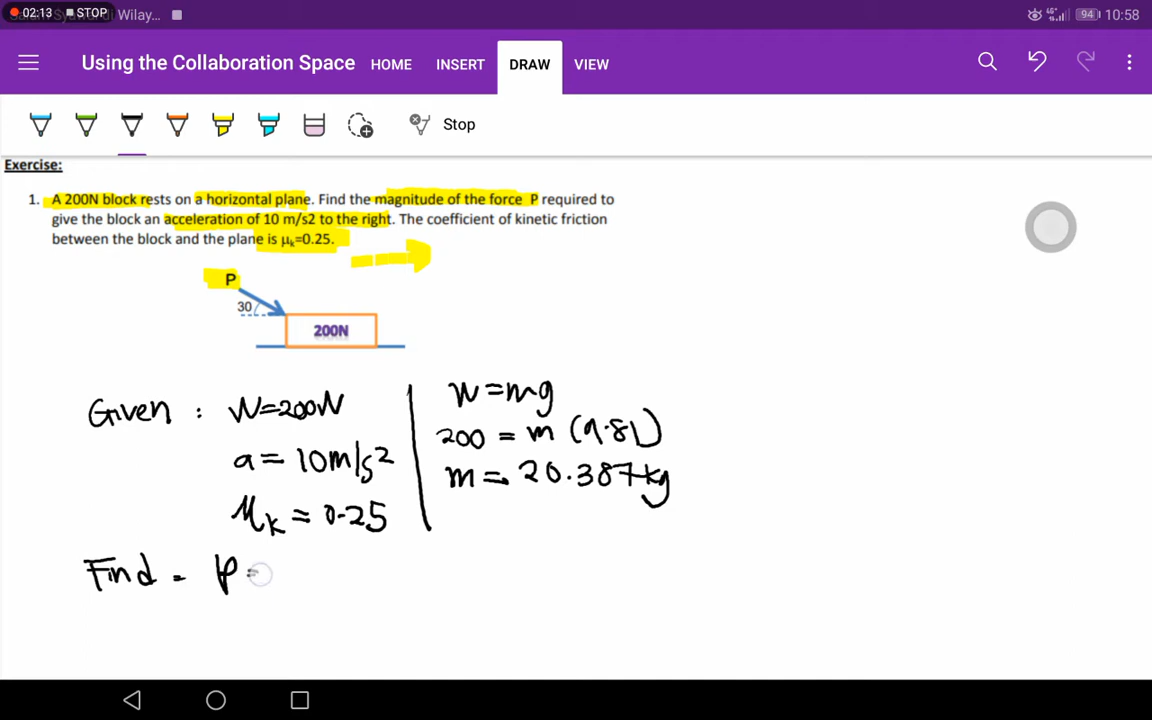 02:13 STOP
Wilay...
4G
94
10:58
Using the Collaboration Space HOME INSERT DRAW VIEW
Stop
Exercise:
1. A 200N block rests on a horizontal plane. Find the magnitude of the force P required to
give the block an acceleration of 10 m/s2 to the right. The coefficient of kinetic friction
between the block and the plane is μk=0.25.
P
30
200N
Given : W=200N
a = 10m/s²
μk = 0.25
W=mg
200 = m (9.81)
m = 20.387kg
Find = P =